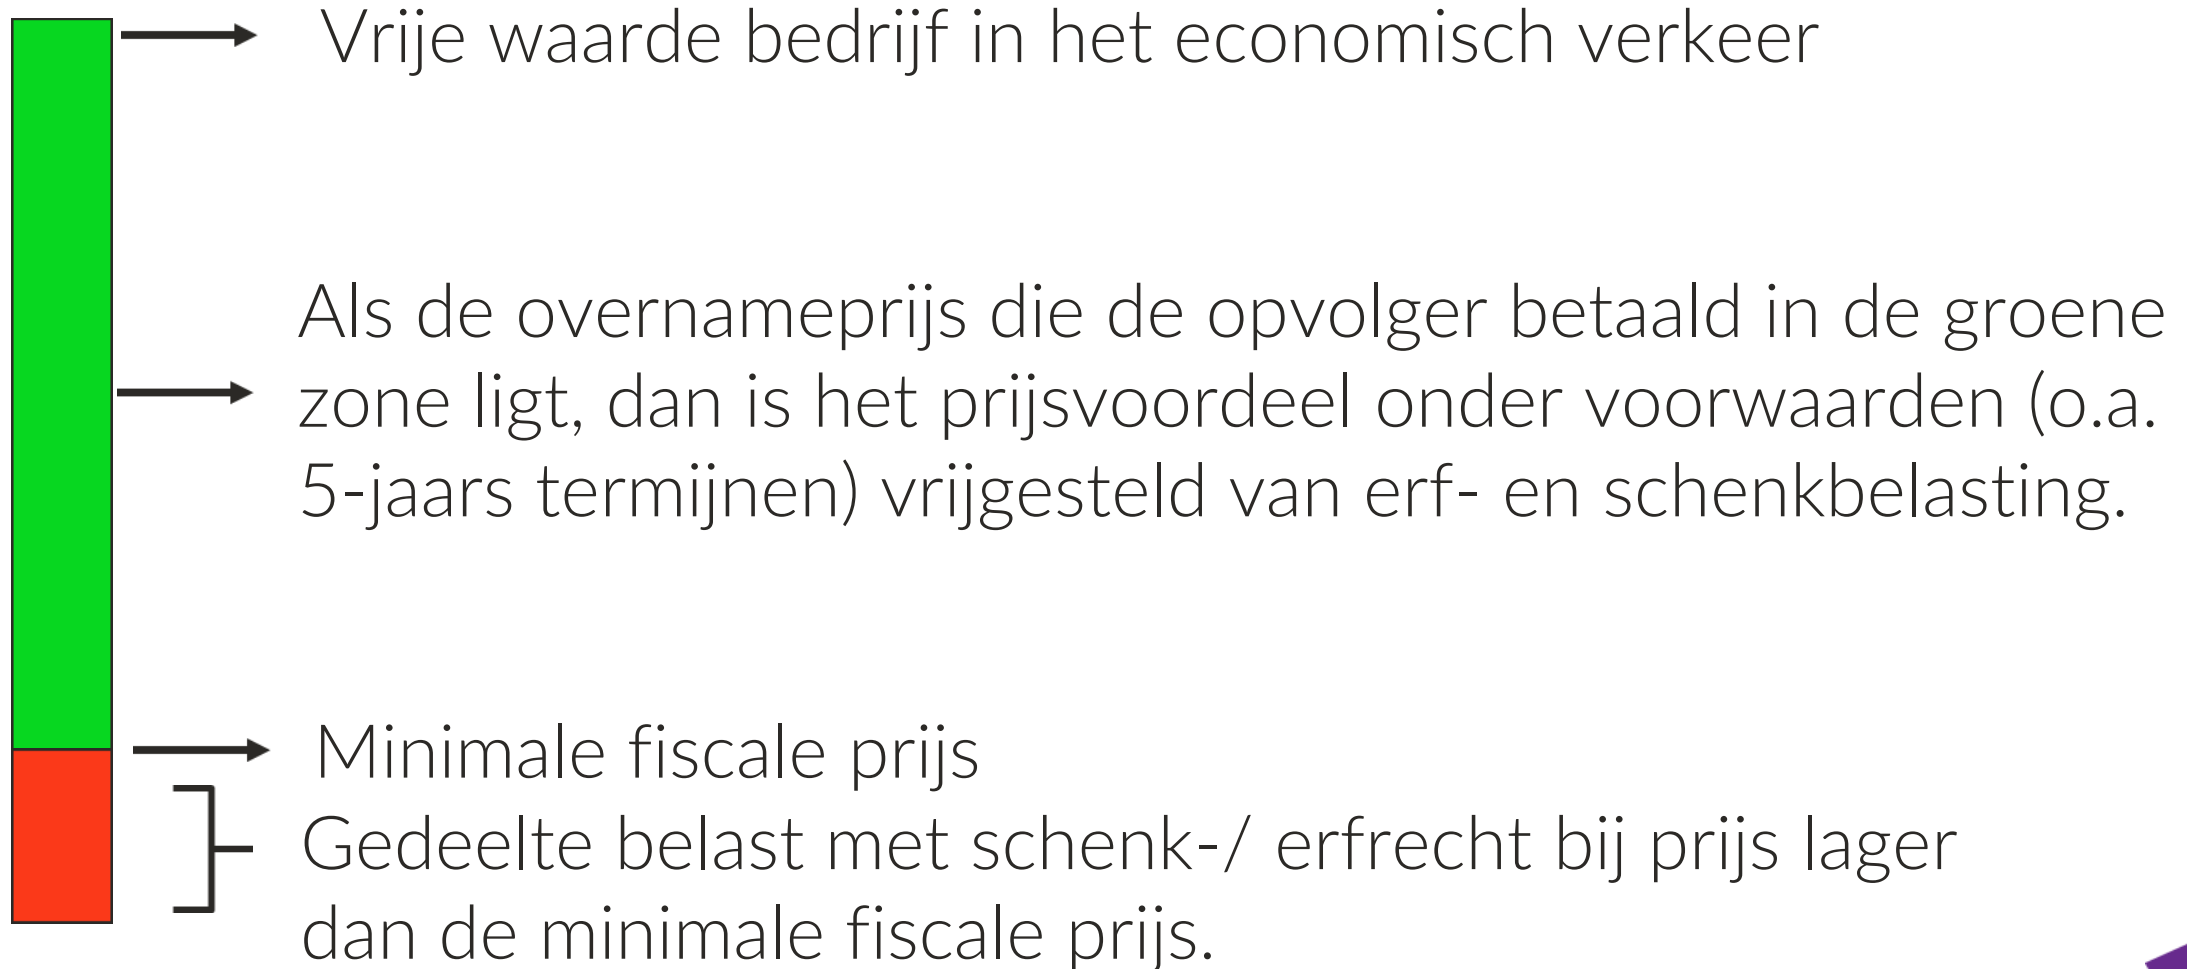 Vrije waarde bedrijf in het economisch verkeer
Als de overnameprijs die de opvolger betaald in de groene
zone ligt, dan is het prijsvoordeel onder voorwaarden (o.a.
5-jaars termijnen) vrijgesteld van erf- en schenkbelasting.
Minimale fiscale prijs
Gedeelte belast met schenk-/ erfrecht bij prijs lager
dan de minimale fiscale prijs.